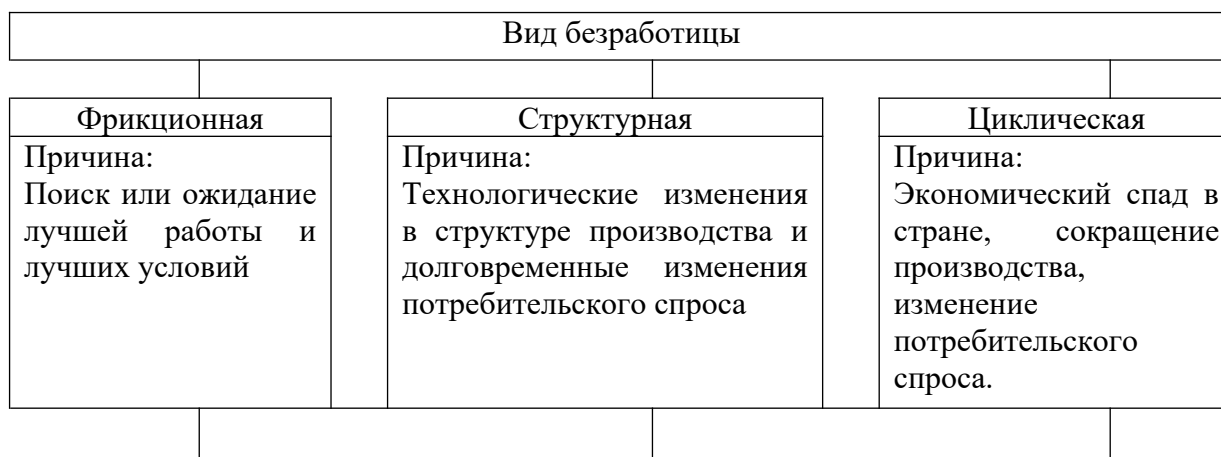 Вид безработицы
Фрикционная
Причина:
Поиск или ожидание
лучшей работы и
лучших условий
Структурная
Причина:
Технологические изменения
в структуре производства и
долговременные изменения
потребительского спроса
Циклическая
Причина:
Экономический спад в
стране, сокращение
производства,
изменение
потребительского
спроса.